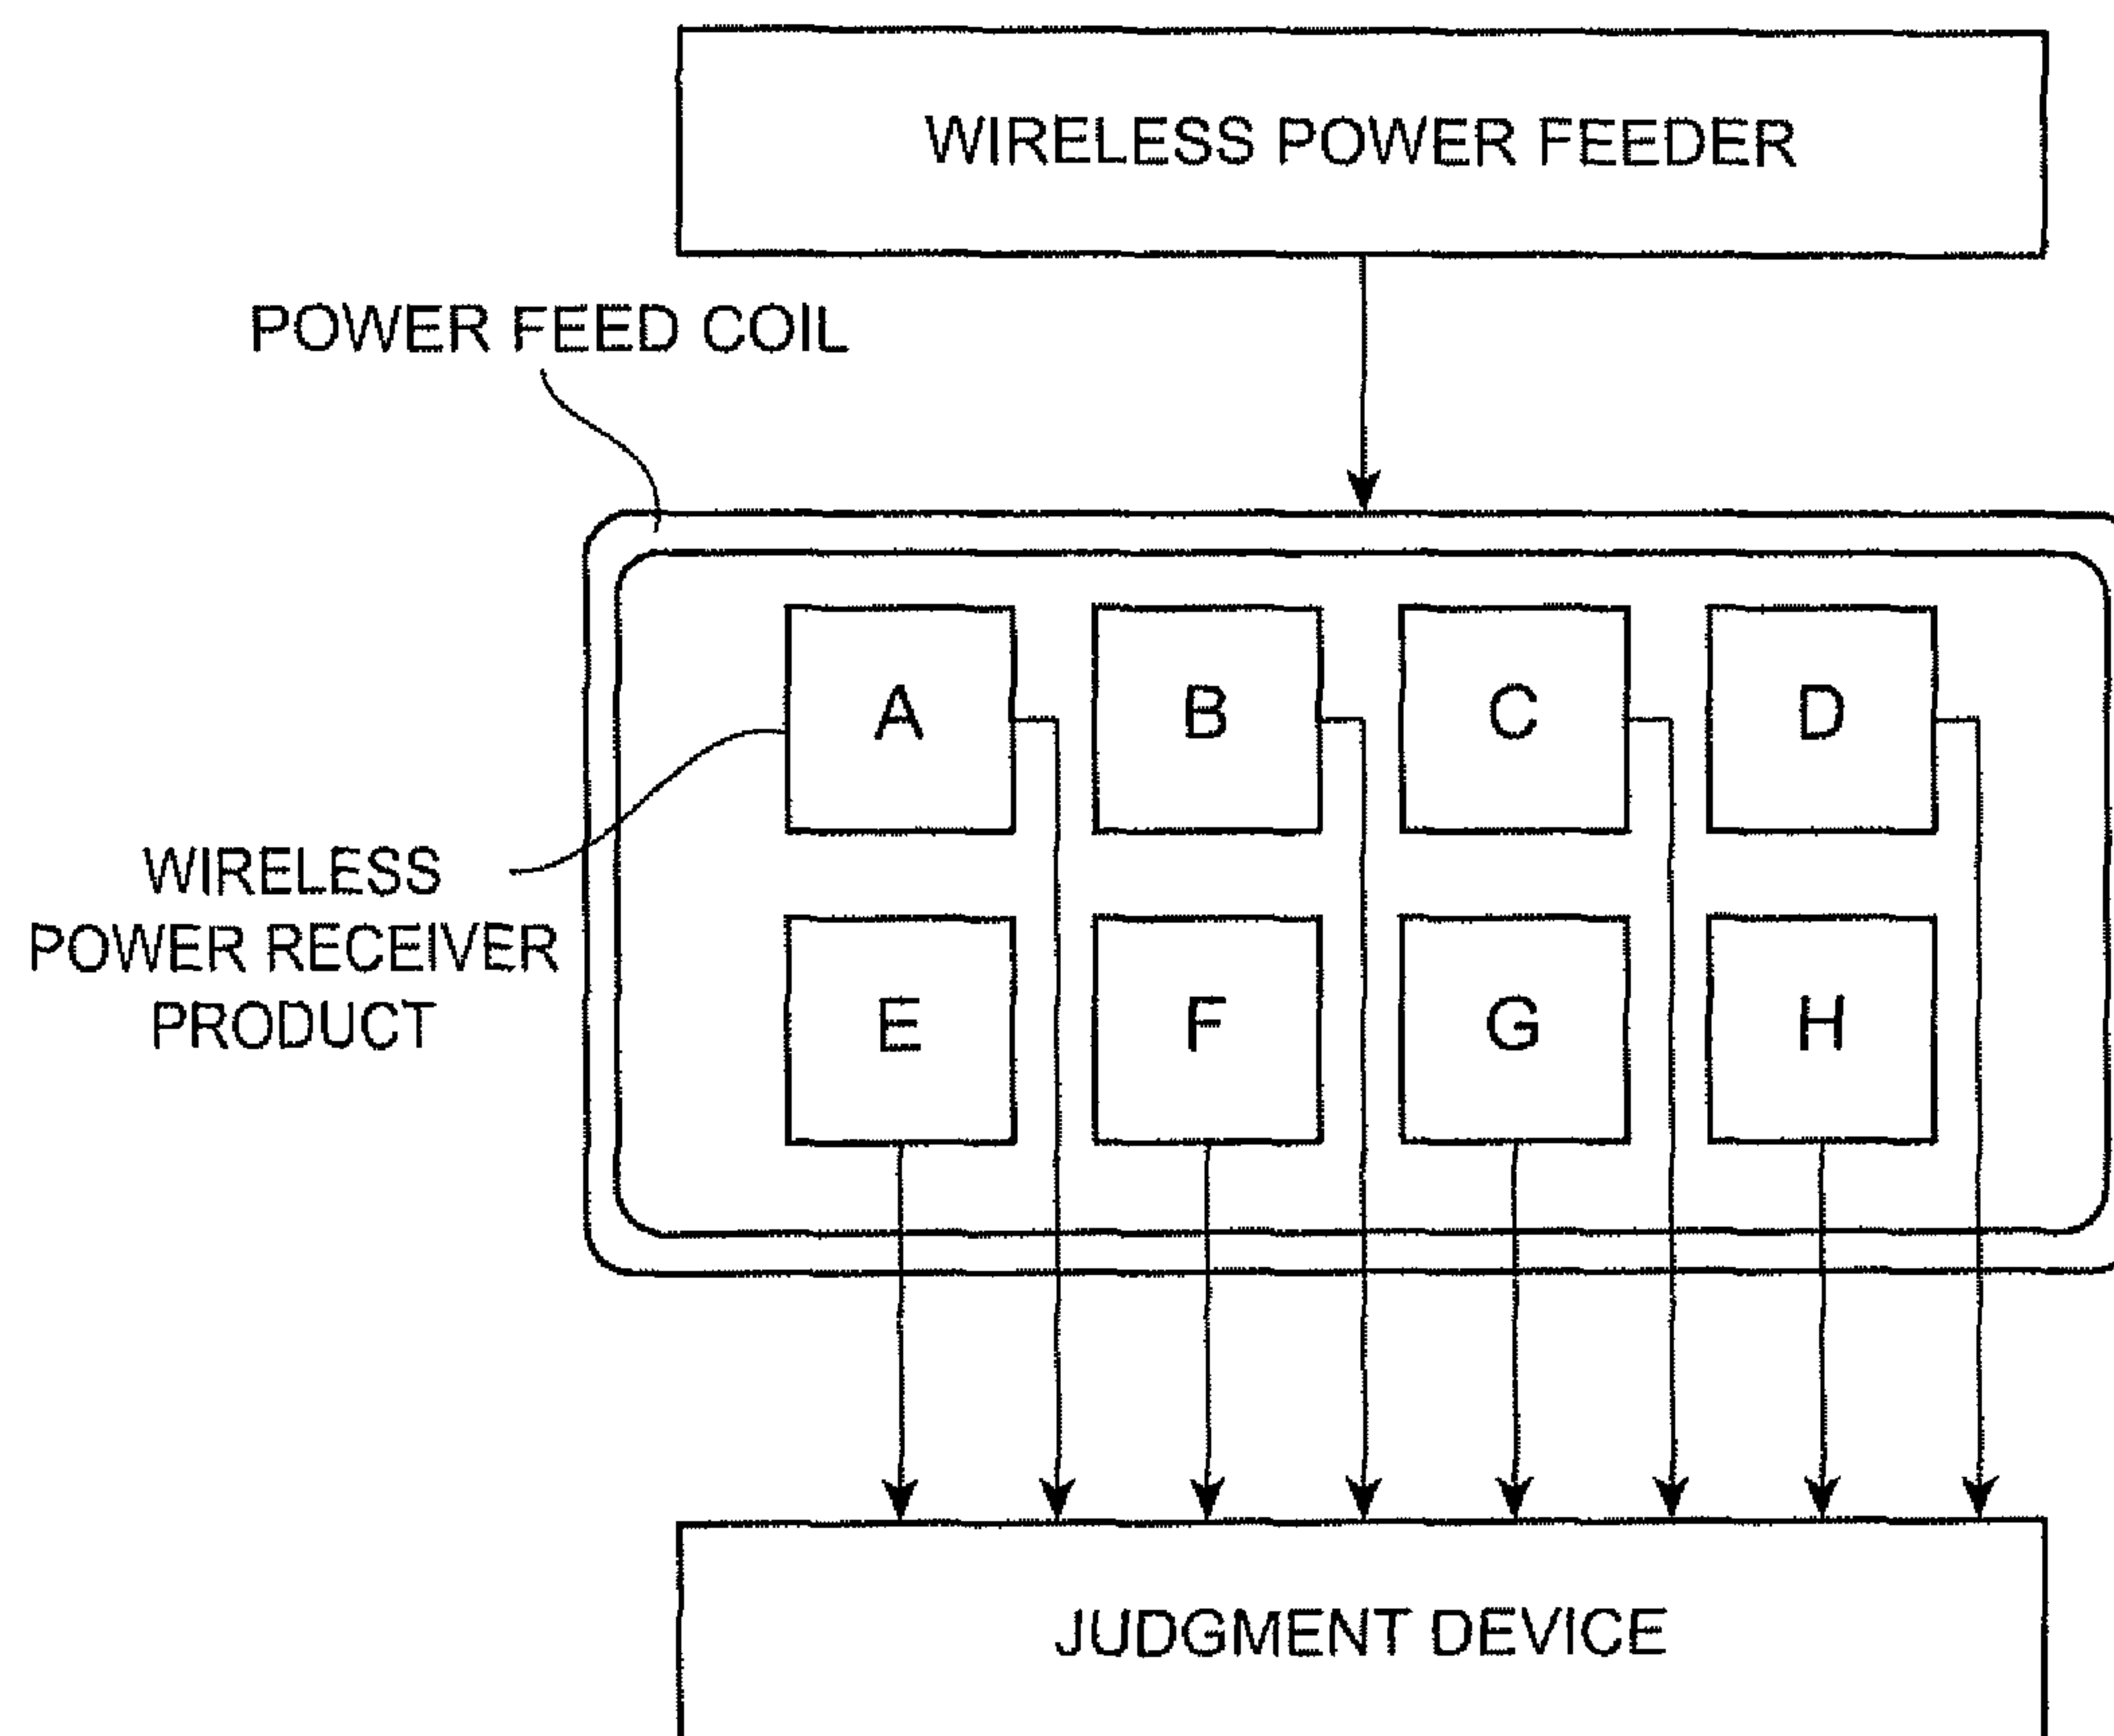 WIRELESS POWER FEEDER
POWER FEED COIL
A B C D
WIRELESS
POWER RECEIVER
PRODUCT
E F G H
JUDGMENT DEVICE